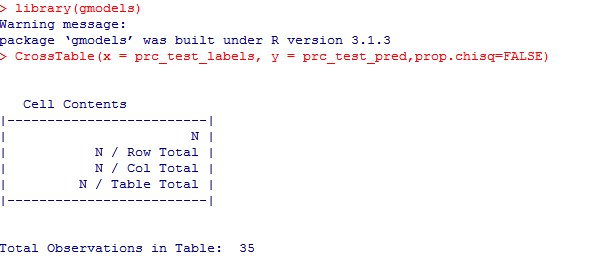 > library(gmodels)
Warning message:
package ‘gmodels’ was built under R version 3.1.3
> CrossTable(x = prc_test_labels, y = prc_test_pred,prop.chisq=FALSE)
Cell Contents
|-------------------------|
|                       N |
|           N / Row Total |
|           N / Col Total |
|         N / Table Total |
|-------------------------|
Total Observations in Table:  35